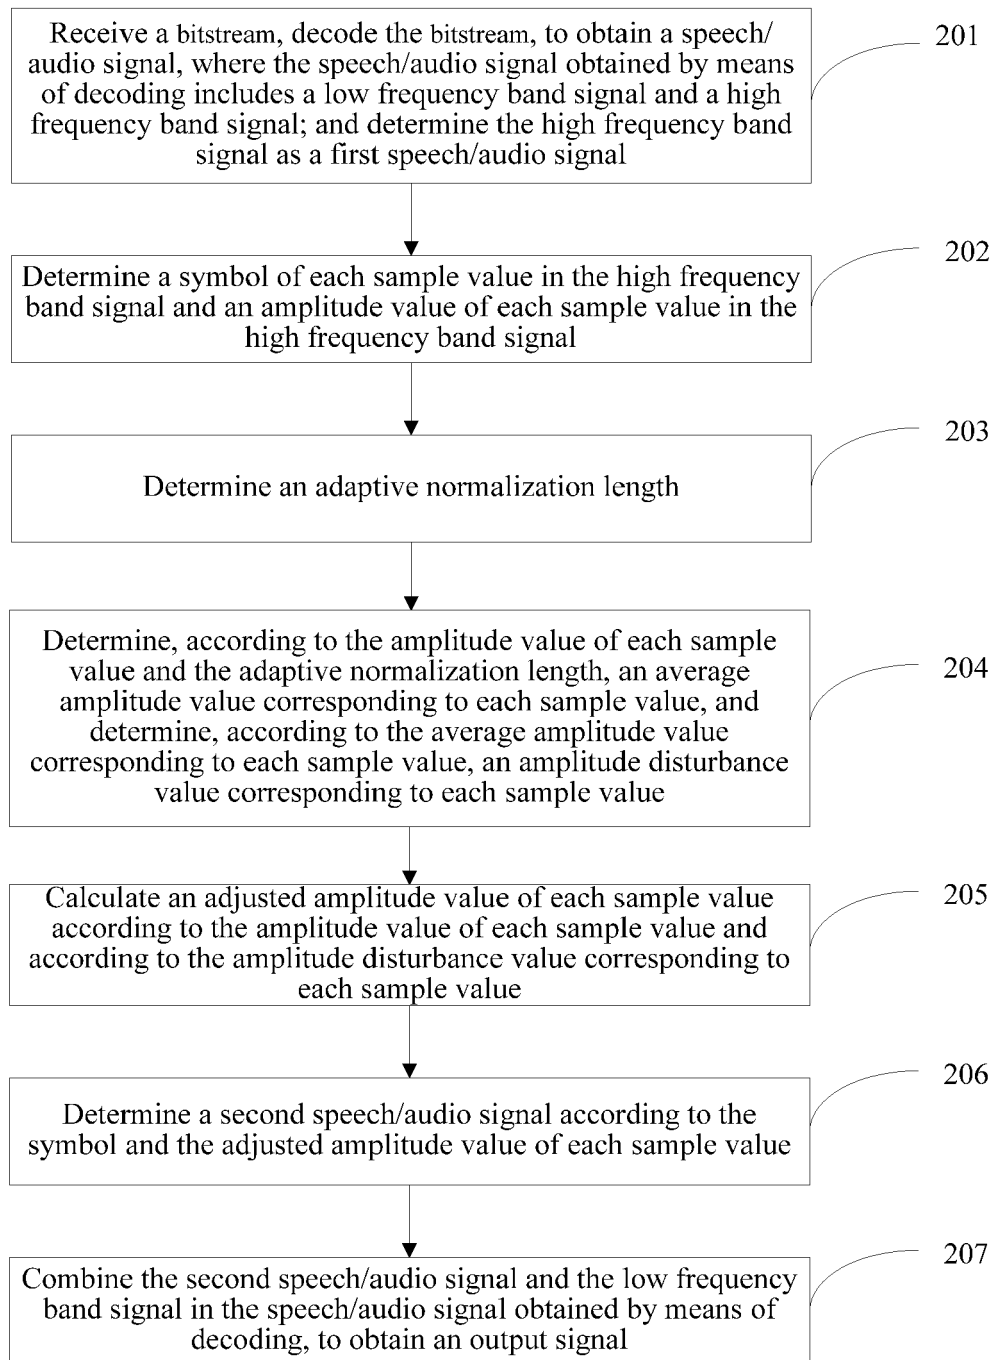 Receive a bitstream, decode the bitstream, to obtain a speech/
audio signal, where the speech/audio signal obtained by means
of decoding includes a low frequency band signal and a high
frequency band signal; and determine the high frequency band
signal as a first speech/audio signal
201
Determine a symbol of each sample value in the high frequency
band signal and an amplitude value of each sample value in the
high frequency band signal
202
Determine an adaptive normalization length
203
Determine, according to the amplitude value of each sample
value and the adaptive normalization length, an average
amplitude value corresponding to each sample value, and
determine, according to the average amplitude value
corresponding to each sample value, an amplitude disturbance
value corresponding to each sample value
204
Calculate an adjusted amplitude value of each sample value
according to the amplitude value of each sample value and
according to the amplitude disturbance value corresponding to
each sample value
205
Determine a second speech/audio signal according to the
symbol and the adjusted amplitude value of each sample value
206
Combine the second speech/audio signal and the low frequency
band signal in the speech/audio signal obtained by means of
decoding, to obtain an output signal
207